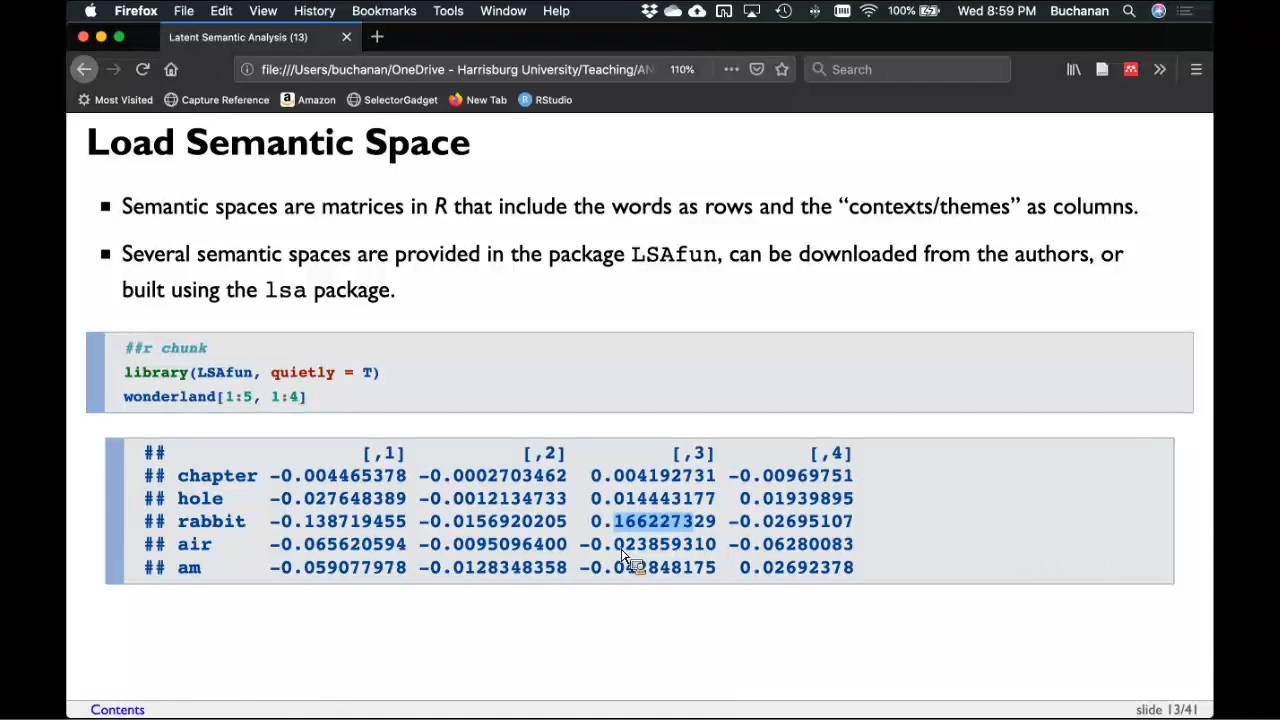 Firefox File Edit View History Bookmarks Tools Window Help 100% Wed 8:59 PM Buchanan
Latent Semantic Analysis (13)
file:///Users/buchanan/OneDrive - Harrisburg University/Teaching/AN 110% Search
Most Visited Capture Reference Amazon SelectorGadget New Tab RStudio
Load Semantic Space
■ Semantic spaces are matrices in R that include the words as rows and the “contexts/themes” as columns.
■ Several semantic spaces are provided in the package LSAfun, can be downloaded from the authors, or
built using the lsa package.
##r chunk
library(LSAfun, quietly = T)
wonderland[1:5, 1:4]
## [,1] [,2] [,3] [,4]
## chapter -0.004465378 -0.0002703462 0.004192731 -0.00969751
## hole -0.027648389 -0.0012134733 0.014443177 0.01939895
## rabbit -0.138719455 -0.0156920205 0.166227329 -0.02695107
## air -0.065620594 -0.0095096400 -0.023859310 -0.06280083
## am -0.059077978 -0.0128348358 -0.042848175 0.02692378
Contents slide 13/41